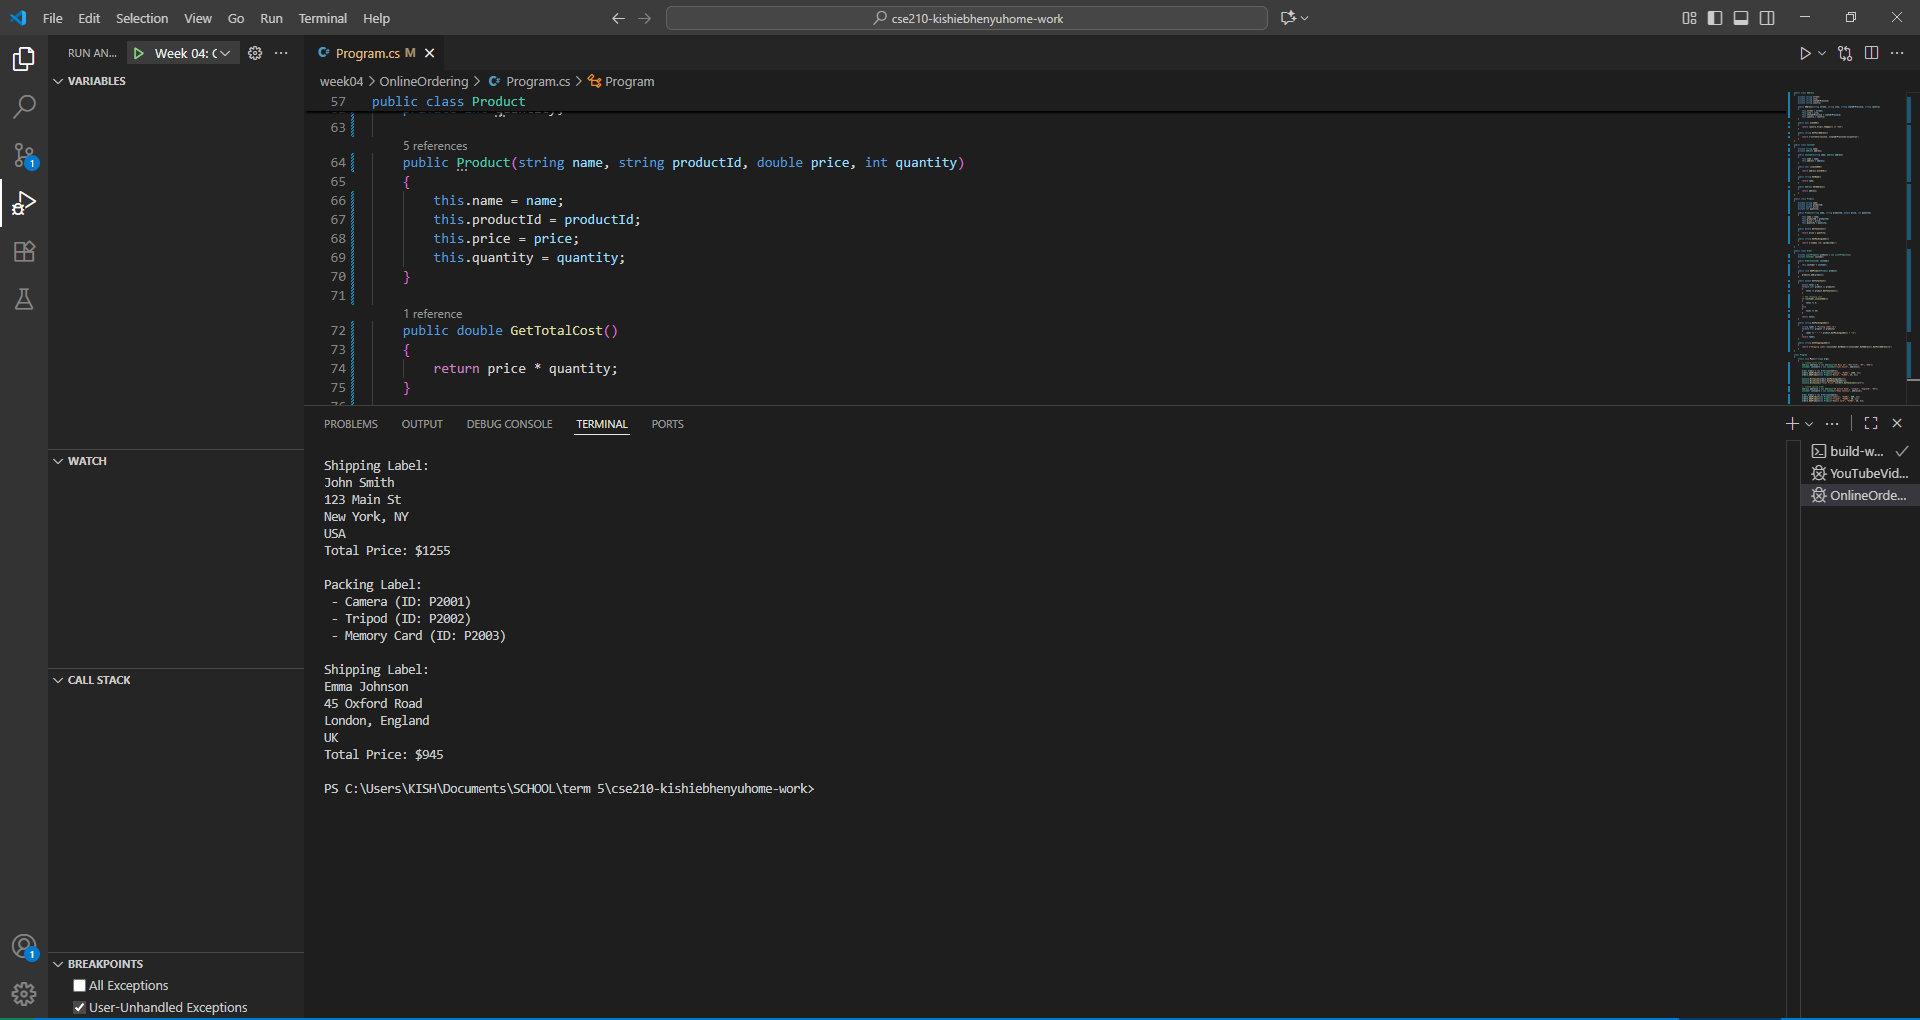 File Edit Selection View Go Run Terminal Help
cse210-kishiebhenyuhome-work
RUN AN... Week 04: C
Program.cs M
VARIABLES
week04 > OnlineOrdering > Program.cs > Program
57 public class Product
63
5 references
64 public Product(string name, string productId, double price, int quantity)
65 {
66 this.name = name;
67 this.productId = productId;
68 this.price = price;
69 this.quantity = quantity;
70 }
71
1 reference
72 public double GetTotalCost()
73 {
74 return price * quantity;
75 }
WATCH
CALL STACK
BREAKPOINTS
All Exceptions
User-Unhandled Exceptions
1
1
PROBLEMS OUTPUT DEBUG CONSOLE TERMINAL PORTS
Shipping Label:
John Smith
123 Main St
New York, NY
USA
Total Price: $1255
Packing Label:
- Camera (ID: P2001)
- Tripod (ID: P2002)
- Memory Card (ID: P2003)
Shipping Label:
Emma Johnson
45 Oxford Road
London, England
UK
Total Price: $945
PS C:\Users\KISH\Documents\SCHOOL\term 5\cse210-kishiebhenyuhome-work>
build-w...
YouTubeVid...
OnlineOrde...